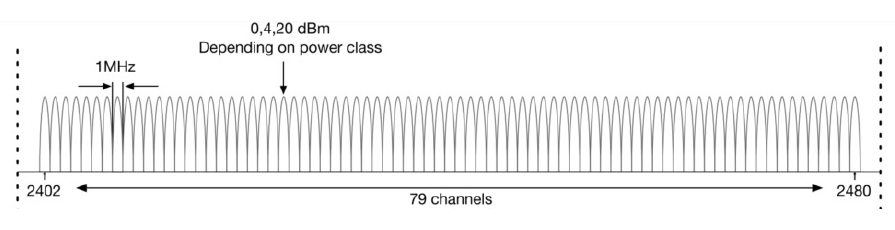 0,4,20 dBm
Depending on power class
1MHz
2402
79 channels
2480